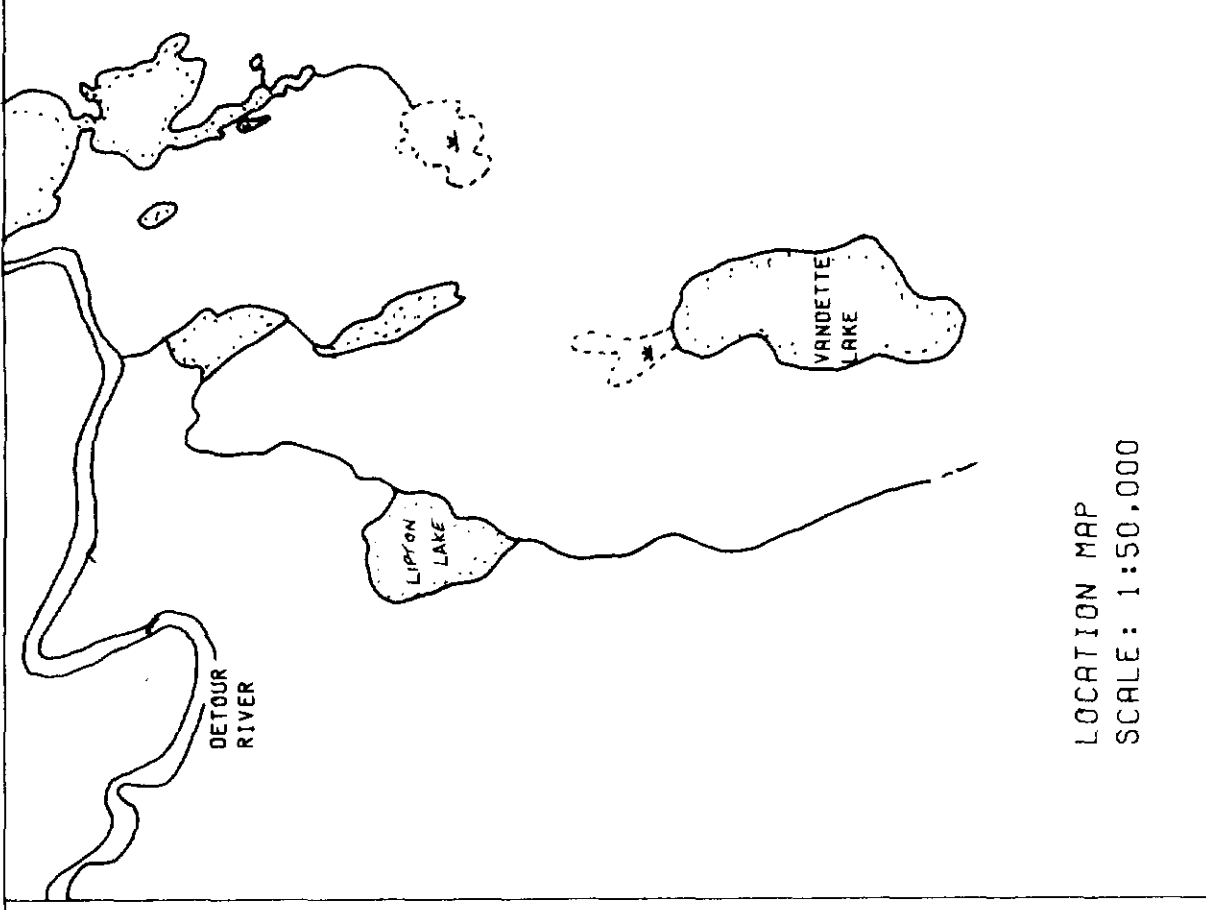 DETOUR
RIVER
LIPTON
LAKE
VANDETTE
LAKE
LOCATION MAP
SCALE: 1:50,000